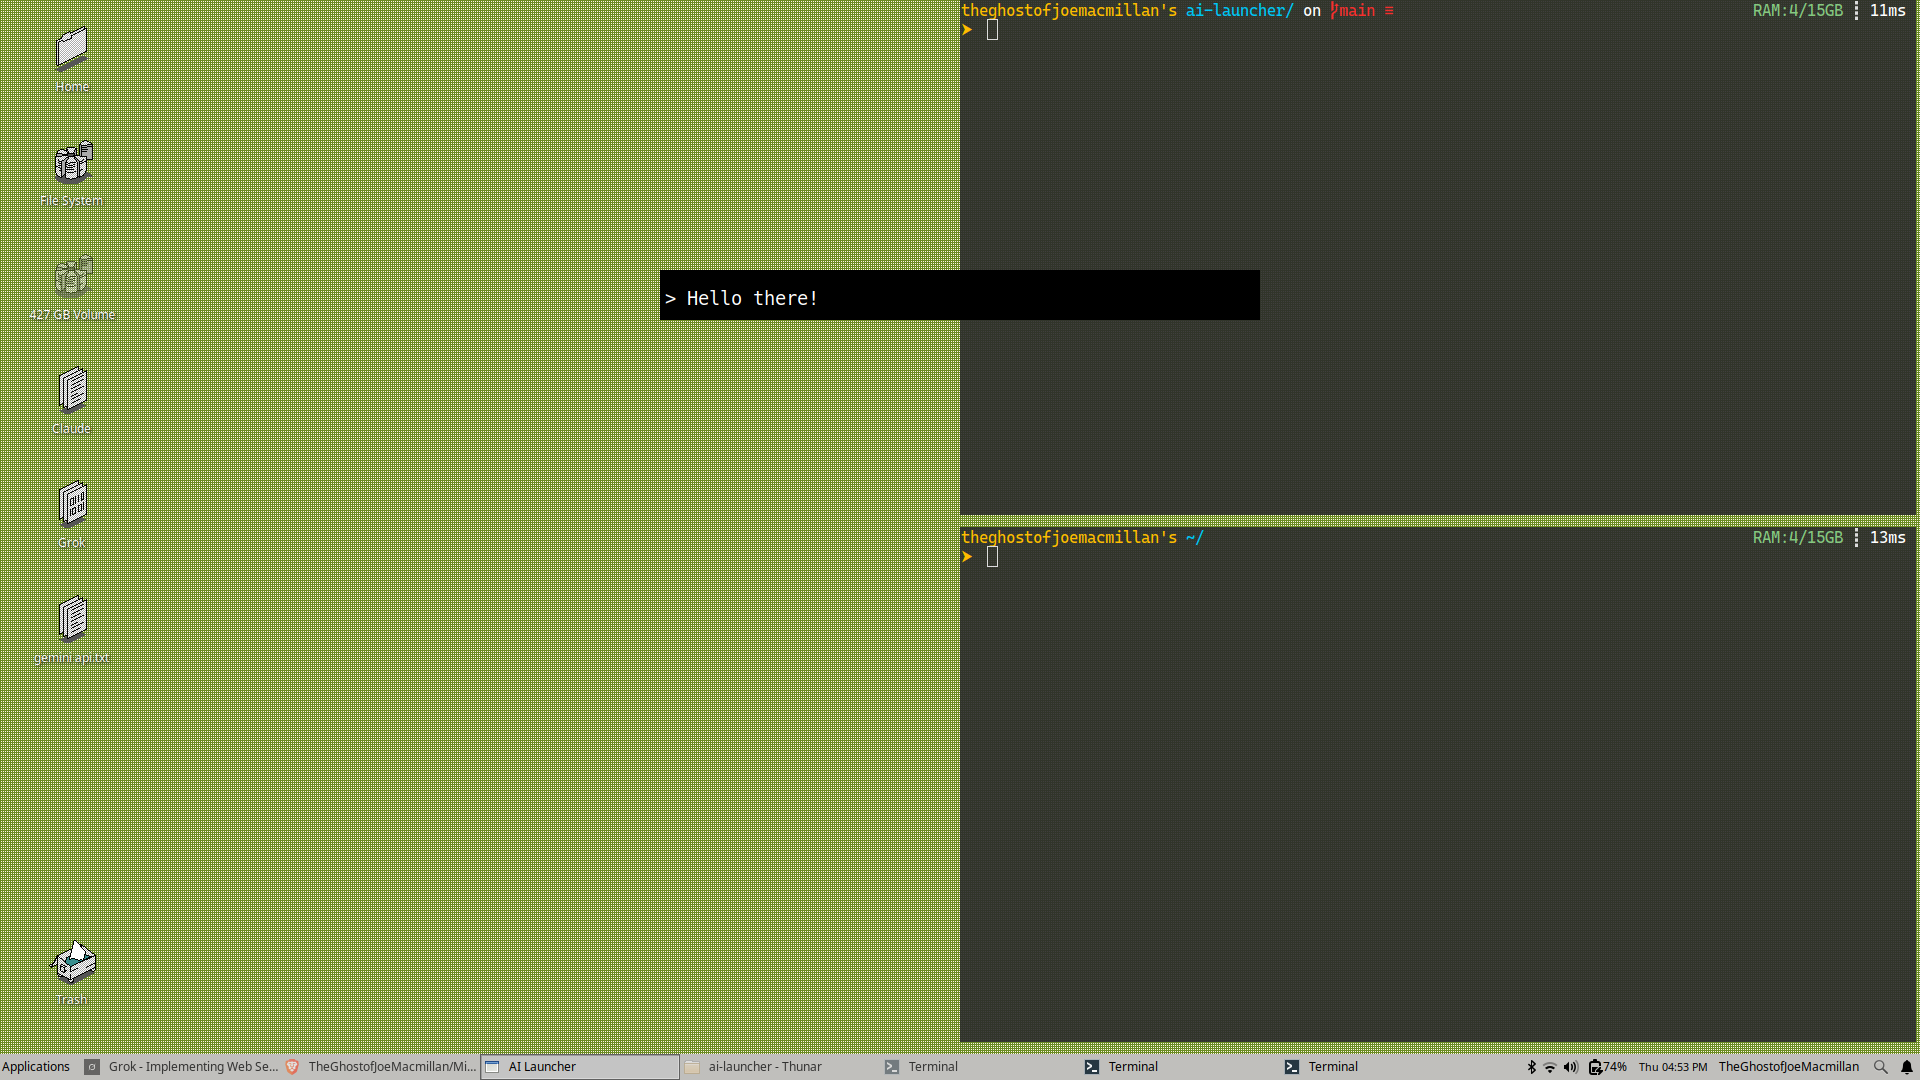 Home
File System
427 GB Volume
Claude
Grok
gemini api.txt
Trash
theghostofjoemacmillan's ai-launcher/ on main ≡
RAM:4/15GB ┊ 11ms
➤
> Hello there!
theghostofjoemacmillan's ~/
RAM:4/15GB ┊ 13ms
➤
Applications
Grok - Implementing Web Se...
TheGhostofJoeMacmillan/Mi...
AI Launcher
ai-launcher - Thunar
Terminal
Terminal
Terminal
74%
Thu 04:53 PM
TheGhostofJoeMacmillan